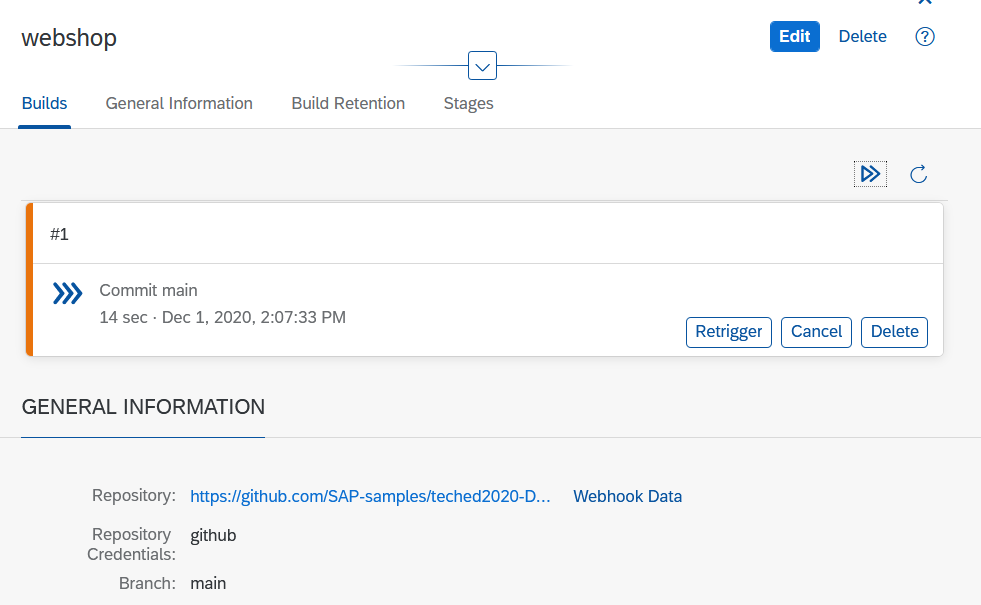 webshop
Edit Delete
Builds General Information Build Retention Stages
#1
Commit main
14 sec · Dec 1, 2020, 2:07:33 PM
Retrigger Cancel Delete
GENERAL INFORMATION
Repository: https://github.com/SAP-samples/teched2020-D... Webhook Data
Repository
Credentials: github
Branch: main